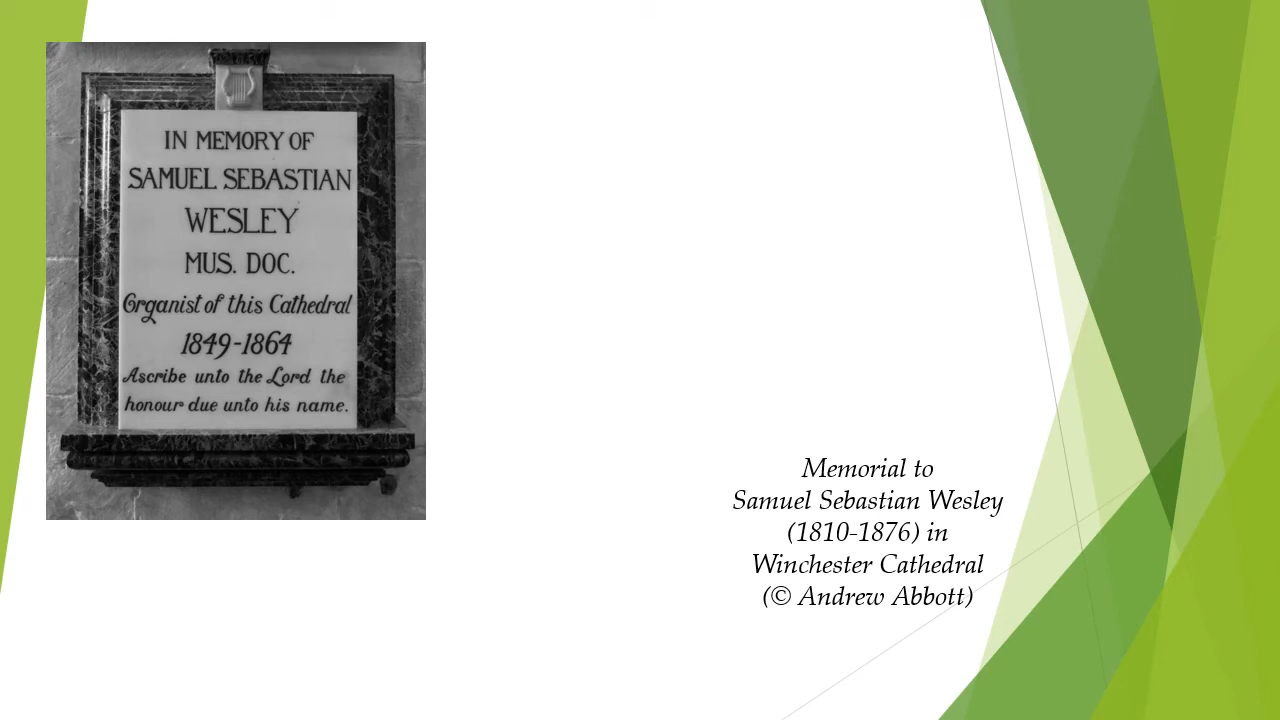 IN MEMORY OF
SAMUEL SEBASTIAN
WESLEY
MUS. DOC.
Organist of this Cathedral
1849-1864
Ascribe unto the Lord the
honour due unto his name.
Memorial to
Samuel Sebastian Wesley
(1810-1876) in
Winchester Cathedral
(© Andrew Abbott)